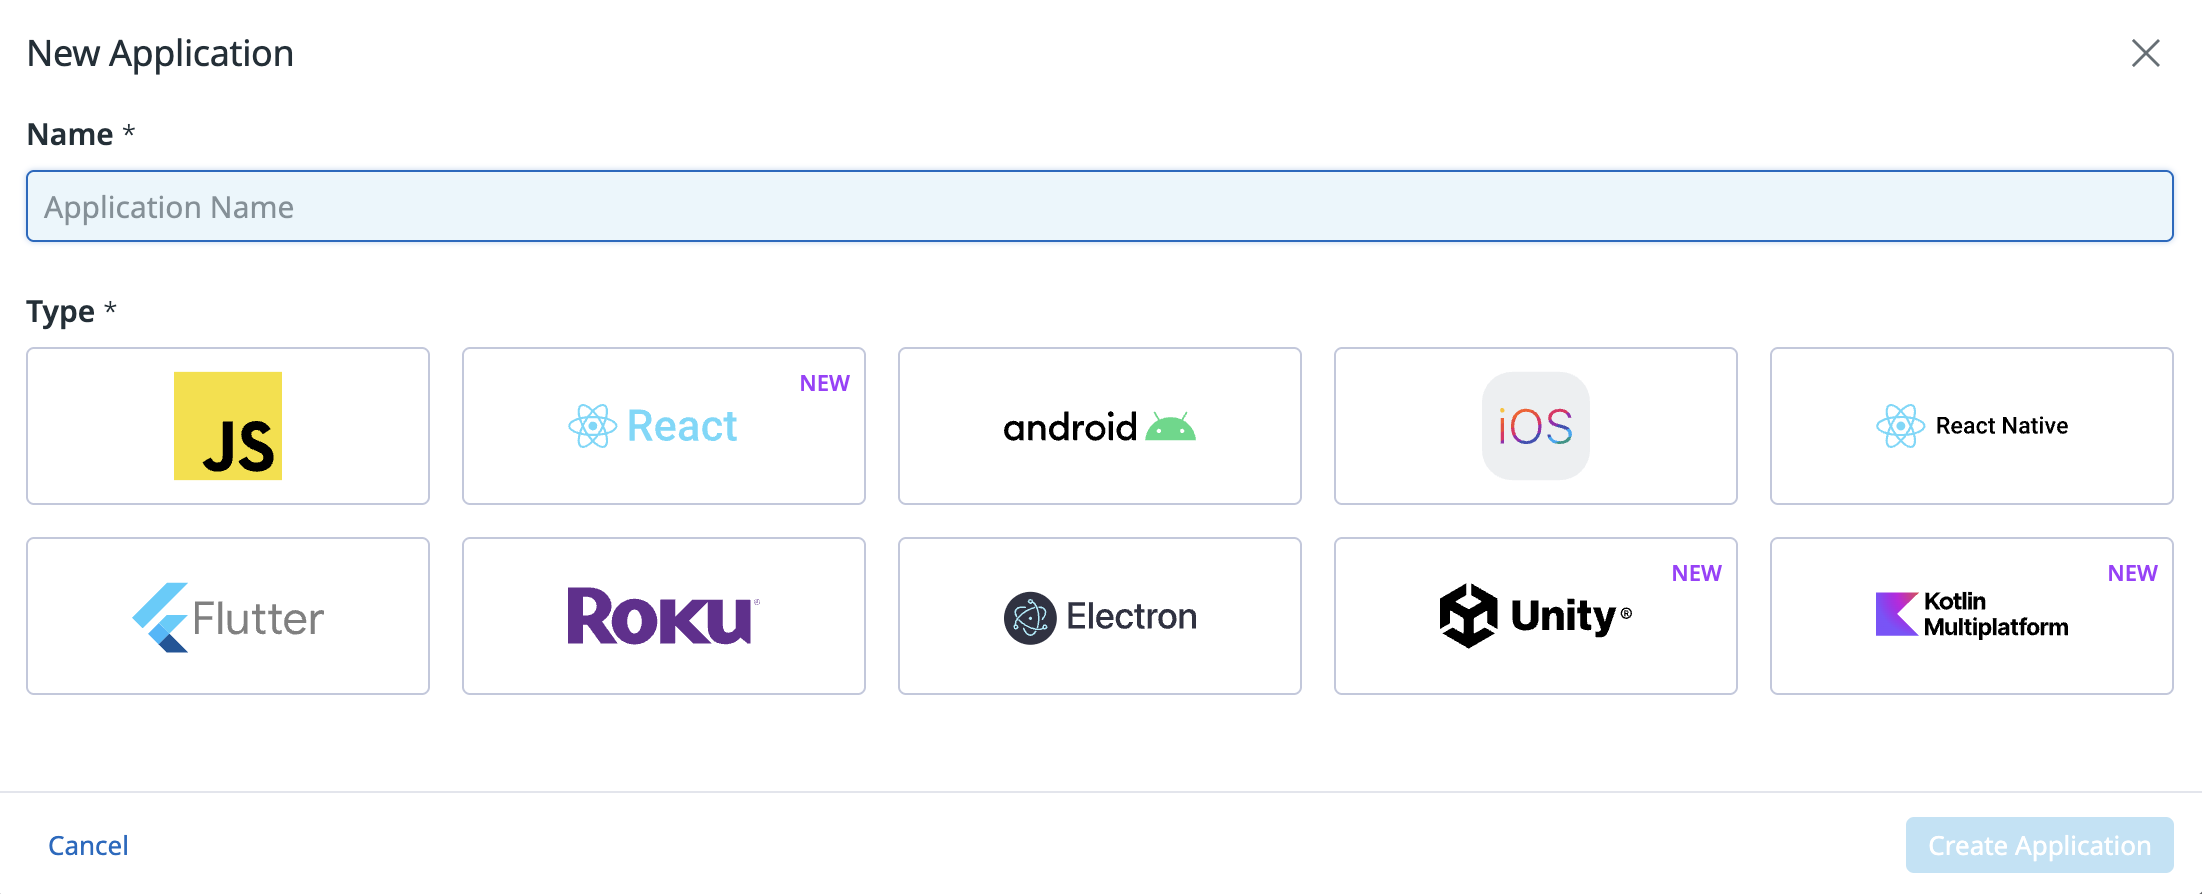 New Application
Name *
Application Name
Type *
JS
NEW
React
android
iOS
React Native
Flutter
ROKU®
Electron
NEW
Unity®
NEW
Kotlin
Multiplatform
Cancel
Create Application